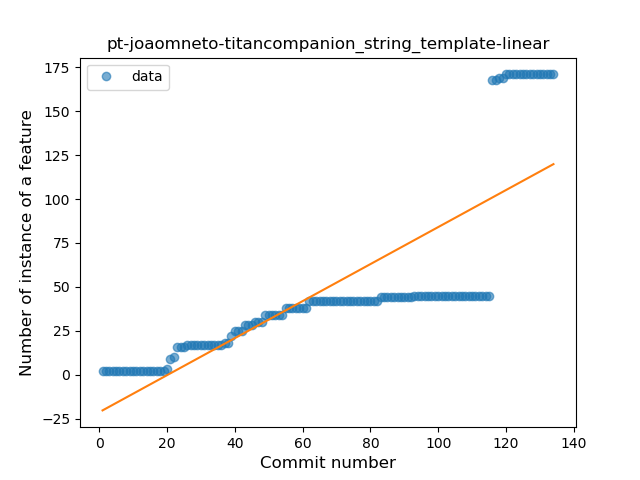 pt-joaomneto-titancompanion_string_template-linear
data
Number of instance of a feature
175
150
125
100
75
50
25
0
−25
0 20 40 60 80 100 120 140
Commit number